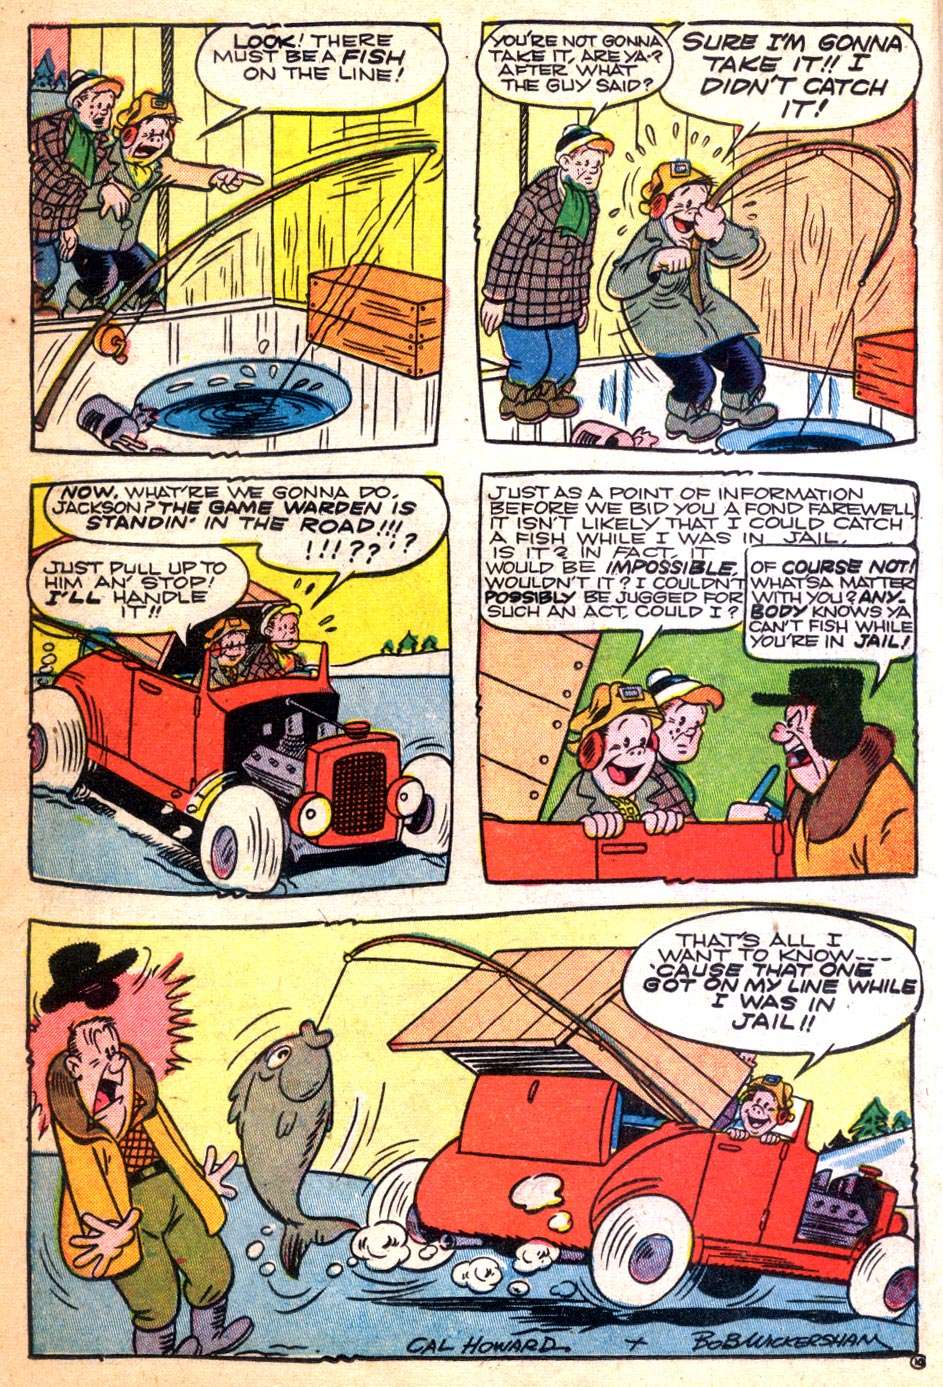 LOOK! THERE
MUST BE A FISH
ON THE LINE!
YOU'RE NOT GONNA
TAKE IT, ARE YA?
AFTER WHAT
THE GUY SAID?
SURE I'M GONNA
TAKE IT!! I
DIDN'T CATCH
IT!
NOW, WHAT'RE WE GONNA DO,
JACKSON? THE GAME WARDEN IS
STANDIN' IN THE ROAD!!!
!!!??'?
JUST PULL UP TO
HIM AN' STOP!
I'LL HANDLE
IT!!
JUST AS A POINT OF INFORMATION
BEFORE WE BID YOU A FOND FAREWELL,
IT ISN'T LIKELY THAT I COULD CATCH
A FISH WHILE I WAS IN JAIL,
IS IT? IN FACT, IT
WOULD BE IMPOSSIBLE,
WOULDN'T IT? I COULDN'T
POSSIBLY BE JUGGED FOR
SUCH AN ACT, COULD I?
OF COURSE NOT!
WHAT'SA MATTER
WITH YOU? ANY-
BODY KNOWS YA
CAN'T FISH WHILE
YOU'RE IN JAIL!
THAT'S ALL I
WANT TO KNOW---
'CAUSE THAT ONE
GOT ON MY LINE WHILE
I WAS IN
JAIL!!
CAL HOWARD. + BOB WICKERSHAM